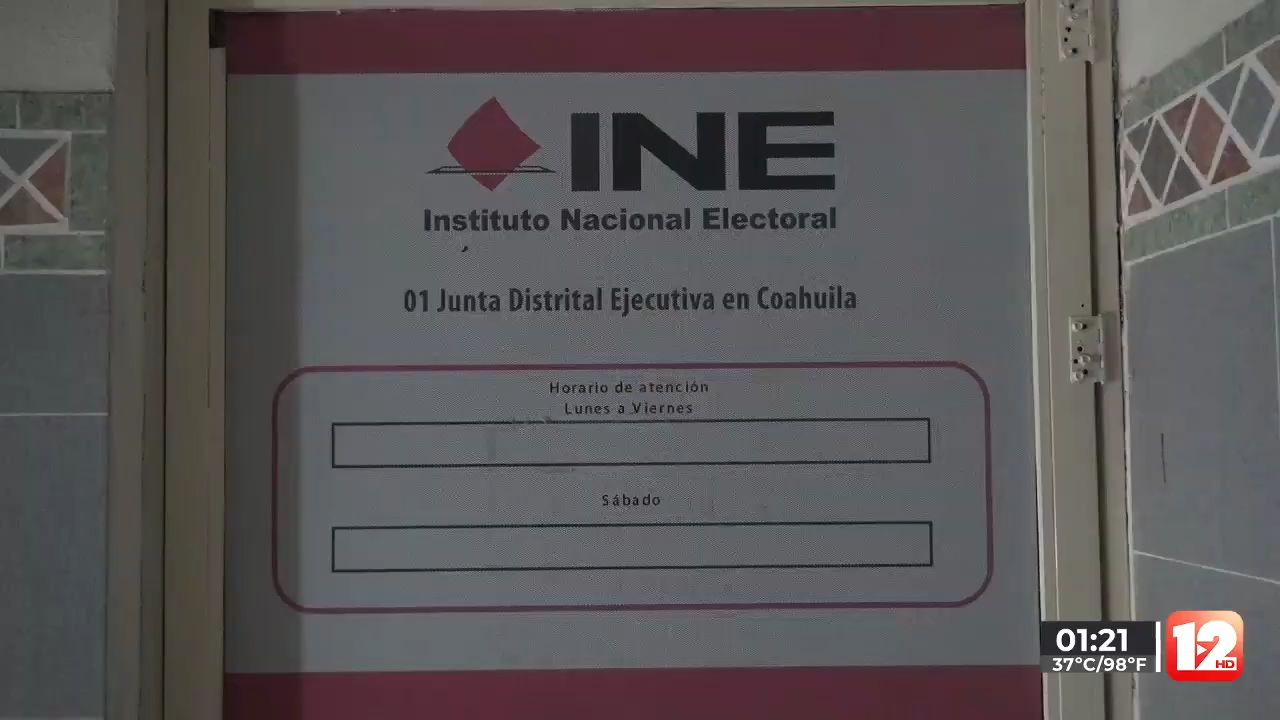 INE
Instituto Nacional Electoral
01 Junta Distrital Ejecutiva en Coahuila
Horario de atención
Lunes a Viernes
Sábado
01:21
37°C/98°F
12
HD